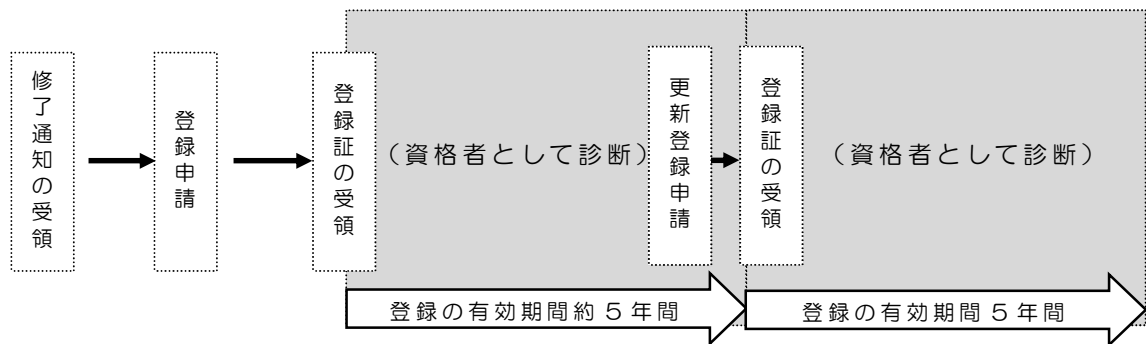 修了通知の受領
登録申請
登録証の受領
（資格者として診断）
更新登録申請
登録証の受領
（資格者として診断）
登録の有効期間約５年間
登録の有効期間５年間